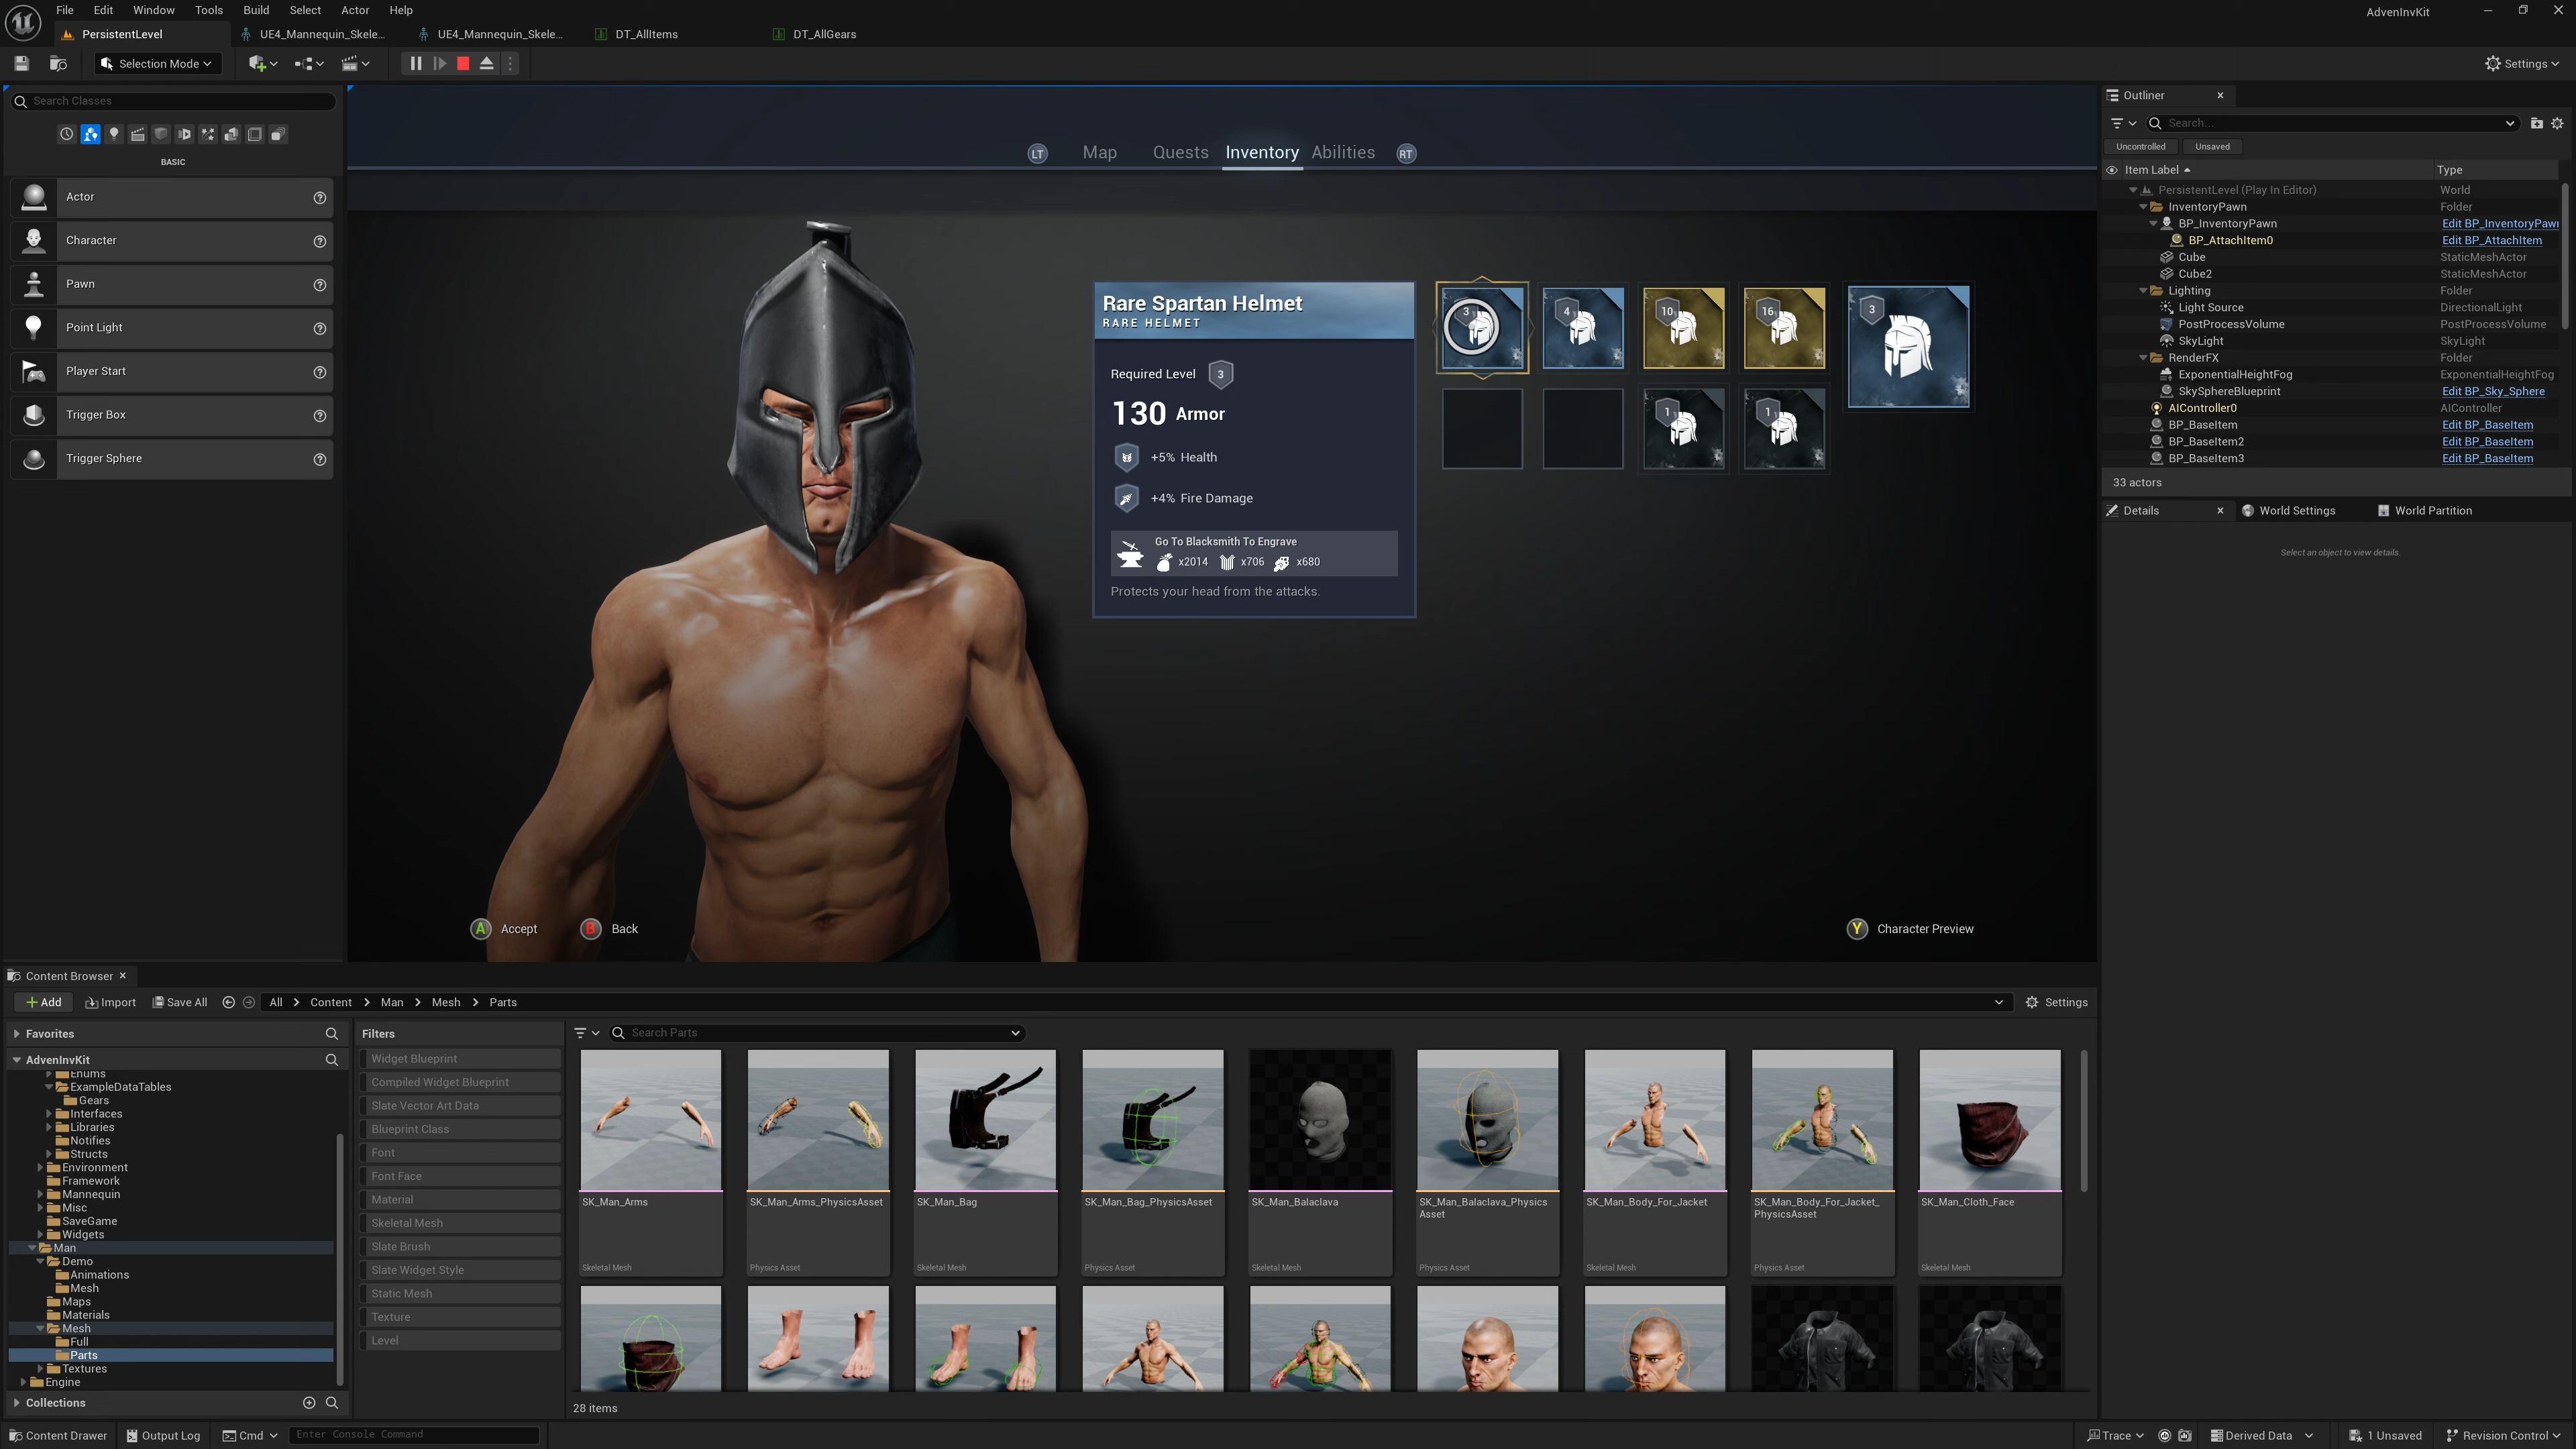 File Edit Window Tools Build Select Actor Help
AdvenInvKit
PersistentLevel
UE4_Mannequin_Skele...
UE4_Mannequin_Skele...
DT_AllItems
DT_AllGears
Selection Mode
Settings
Search Classes
BASIC
Actor
Character
Pawn
Point Light
Player Start
Trigger Box
Trigger Sphere
LT Map Quests Inventory Abilities RT
Rare Spartan Helmet
RARE HELMET
Required Level 3
130 Armor
+5% Health
+4% Fire Damage
Go To Blacksmith To Engrave
x2014 x706 x680
Protects your head from the attacks.
3 4 10 16 3
1 1
A Accept B Back
Y Character Preview
Outliner
Search...
Uncontrolled Unsaved
Item Label Type
PersistentLevel (Play In Editor) World
InventoryPawn Folder
BP_InventoryPawn Edit BP_InventoryPawn
BP_AttachItem0 Edit BP_AttachItem
Cube StaticMeshActor
Cube2 StaticMeshActor
Lighting Folder
Light Source DirectionalLight
PostProcessVolume PostProcessVolume
SkyLight SkyLight
RenderFX Folder
ExponentialHeightFog ExponentialHeightFog
SkySphereBlueprint Edit BP_Sky_Sphere
AIController0 AIController
BP_BaseItem Edit BP_BaseItem
BP_BaseItem2 Edit BP_BaseItem
BP_BaseItem3 Edit BP_BaseItem
33 actors
Details World Settings World Partition
Select an object to view details.
Content Browser
Add Import Save All All Content Man Mesh Parts
Settings
Favorites
AdvenInvKit
Enums
ExampleDataTables
Gears
Interfaces
Libraries
Notifies
Structs
Environment
Framework
Mannequin
Misc
SaveGame
Widgets
Man
Demo
Animations
Mesh
Maps
Materials
Mesh
Full
Parts
Textures
Engine
Collections
Filters
Widget Blueprint
Compiled Widget Blueprint
Slate Vector Art Data
Blueprint Class
Font
Font Face
Material
Skeletal Mesh
Slate Brush
Slate Widget Style
Static Mesh
Texture
Level
Search Parts
SK_Man_Arms
Skeletal Mesh
SK_Man_Arms_PhysicsAsset
Physics Asset
SK_Man_Bag
Skeletal Mesh
SK_Man_Bag_PhysicsAsset
Physics Asset
SK_Man_Balaclava
Skeletal Mesh
SK_Man_Balaclava_Physics
Asset
Physics Asset
SK_Man_Body_For_Jacket
Skeletal Mesh
SK_Man_Body_For_Jacket_
PhysicsAsset
Physics Asset
SK_Man_Cloth_Face
Skeletal Mesh
28 items
Content Drawer Output Log Cmd Enter Console Command
Trace Derived Data 1 Unsaved Revision Control